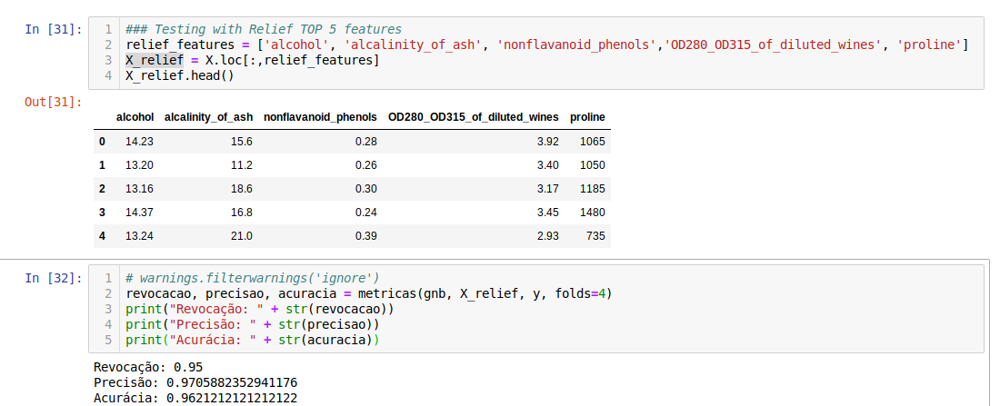 In [31]:
1 ### Testing with Relief TOP 5 features
2 relief_features = ['alcohol', 'alcalinity_of_ash', 'nonflavanoid_phenols','OD280_OD315_of_diluted_wines', 'proline']
3 X_relief = X.loc[:,relief_features]
4 X_relief.head()
Out[31]:
alcohol alcalinity_of_ash nonflavanoid_phenols OD280_OD315_of_diluted_wines proline
0 14.23 15.6 0.28 3.92 1065
1 13.20 11.2 0.26 3.40 1050
2 13.16 18.6 0.30 3.17 1185
3 14.37 16.8 0.24 3.45 1480
4 13.24 21.0 0.39 2.93 735
In [32]:
1 # warnings.filterwarnings('ignore')
2 revocacao, precisao, acuracia = metricas(gnb, X_relief, y, folds=4)
3 print("Revocação: " + str(revocacao))
4 print("Precisão: " + str(precisao))
5 print("Acurácia: " + str(acuracia))
Revocação: 0.95
Precisão: 0.9705882352941176
Acurácia: 0.9621212121212122